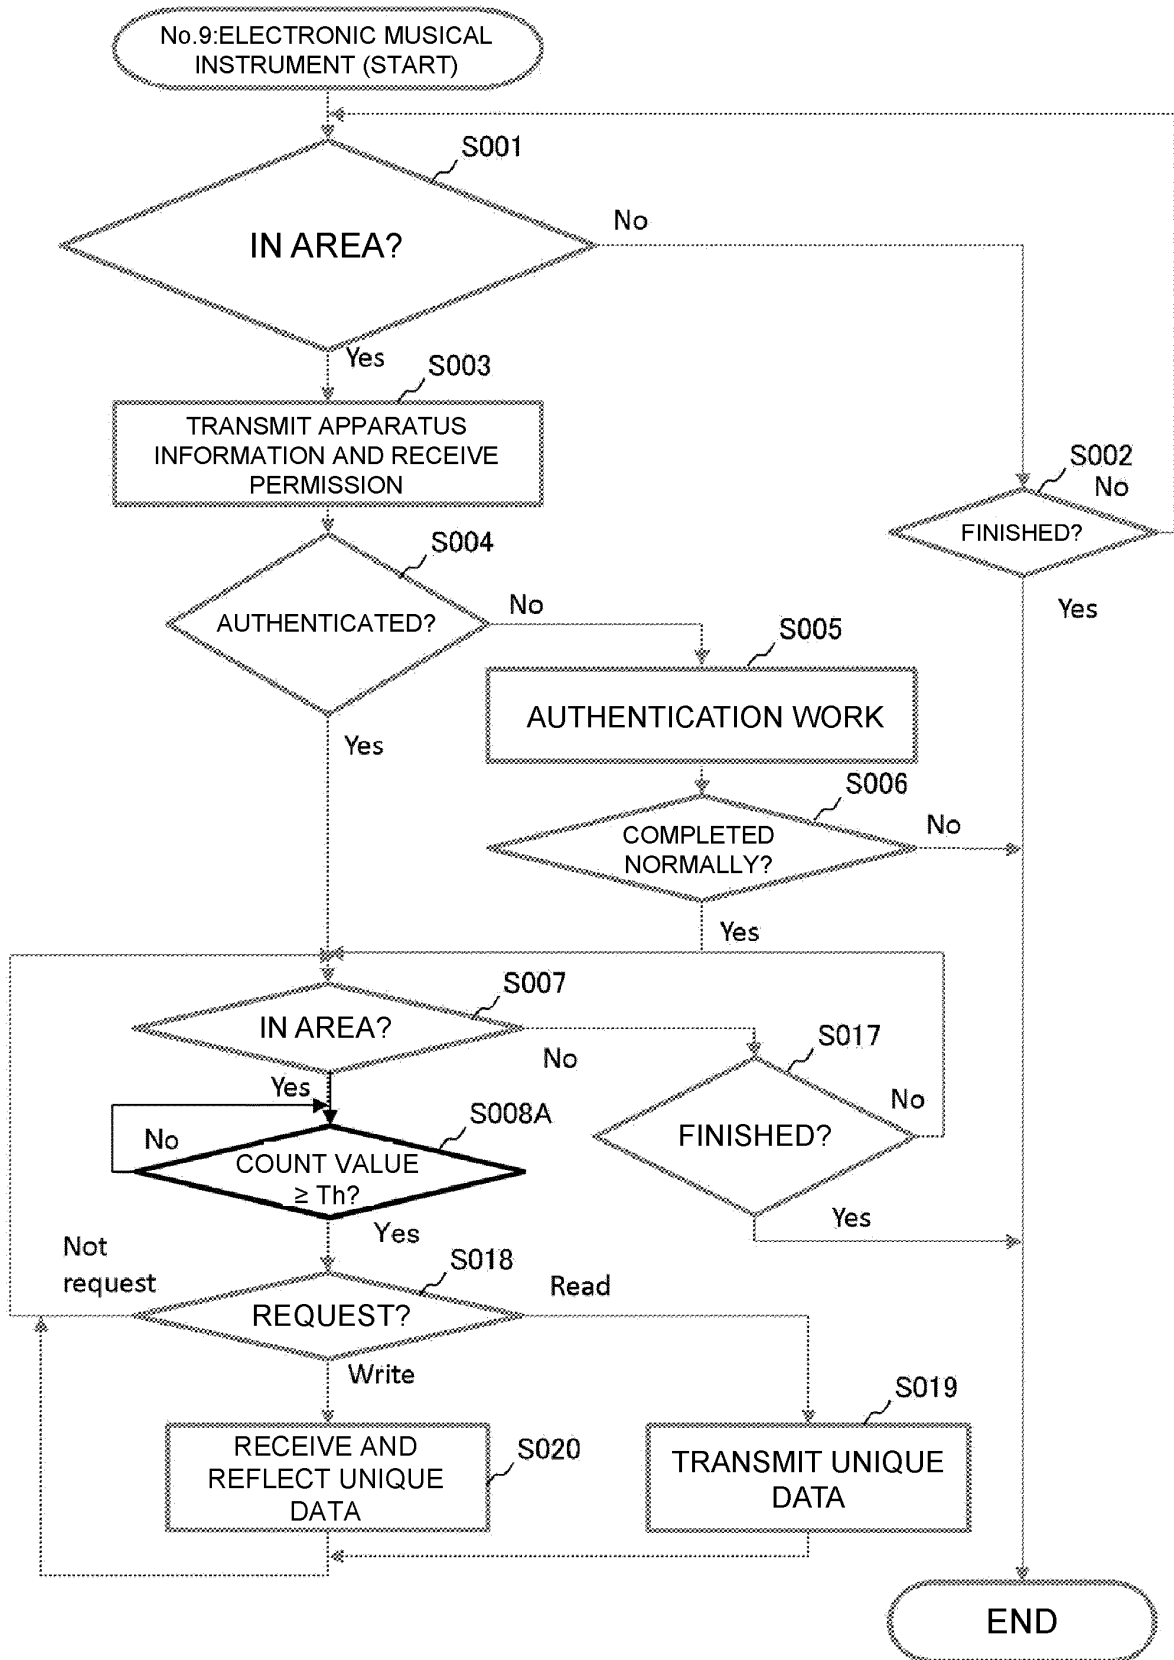 No.9:ELECTRONIC MUSICAL
INSTRUMENT (START)
S001
IN AREA?
No
Yes
S003
TRANSMIT APPARATUS
INFORMATION AND RECEIVE
PERMISSION
S002
No
FINISHED?
Yes
S004
AUTHENTICATED?
No
Yes
S005
AUTHENTICATION WORK
S006
COMPLETED
NORMALLY?
No
Yes
S007
IN AREA?
No
Yes
S017
FINISHED?
No
Yes
S008A
No
COUNT VALUE
≥ Th?
Yes
Not
request
S018
REQUEST?
Read
Write
S019
TRANSMIT UNIQUE
DATA
S020
RECEIVE AND
REFLECT UNIQUE
DATA
END